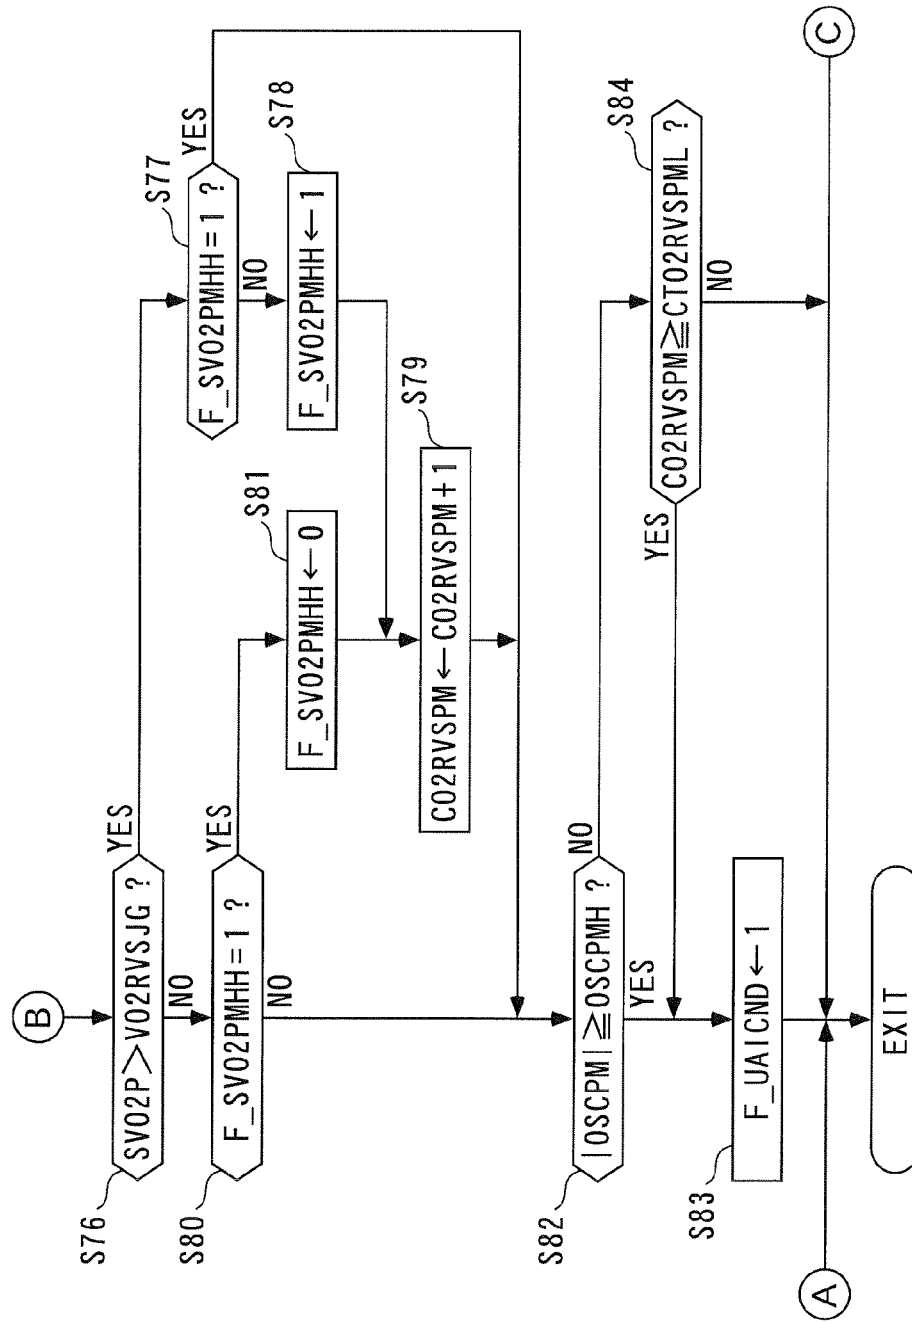 B
S76
SVO2P>VO2RVSJG ?
YES
NO
S77
F_SVO2PMHH=1 ?
YES
NO
S78
F_SVO2PMHH←1
S80
F_SVO2PMHH=1 ?
YES
NO
S81
F_SVO2PMHH←0
S79
CO2RVSPM←CO2RVSPM+1
S82
|OSCPM|≧OSCPMH ?
NO
YES
S84
CO2RVSPM≧CTO2RVSPML ?
YES
NO
S83
F_UAICND←1
A
C
EXIT